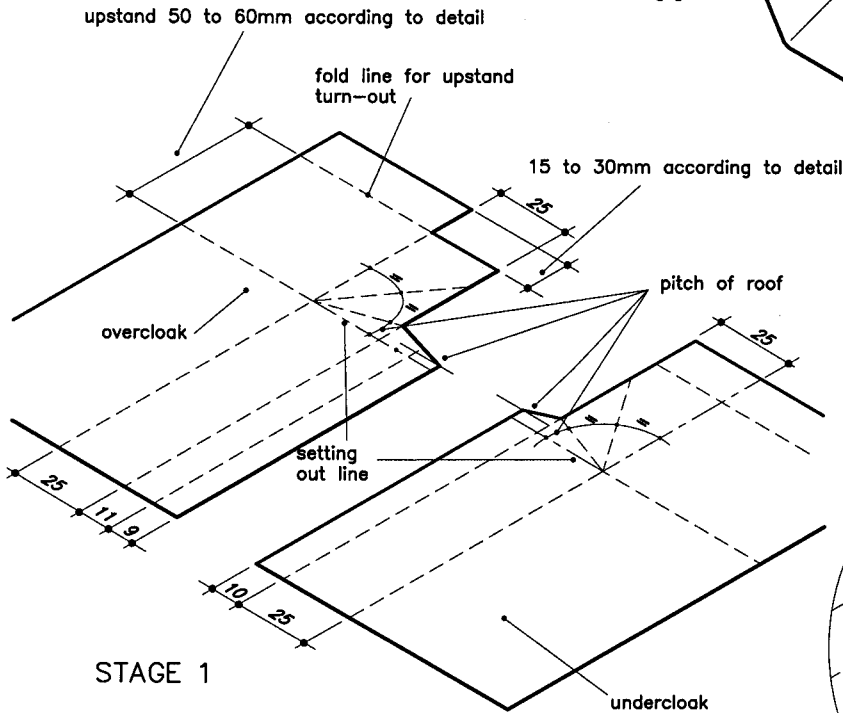 upstand 50 to 60mm according to detail
fold line for upstand
turn-out
15 to 30mm according to detail
25
overcloak
pitch of roof
25
setting
out line
25
11
9
10
25
STAGE 1
undercloak